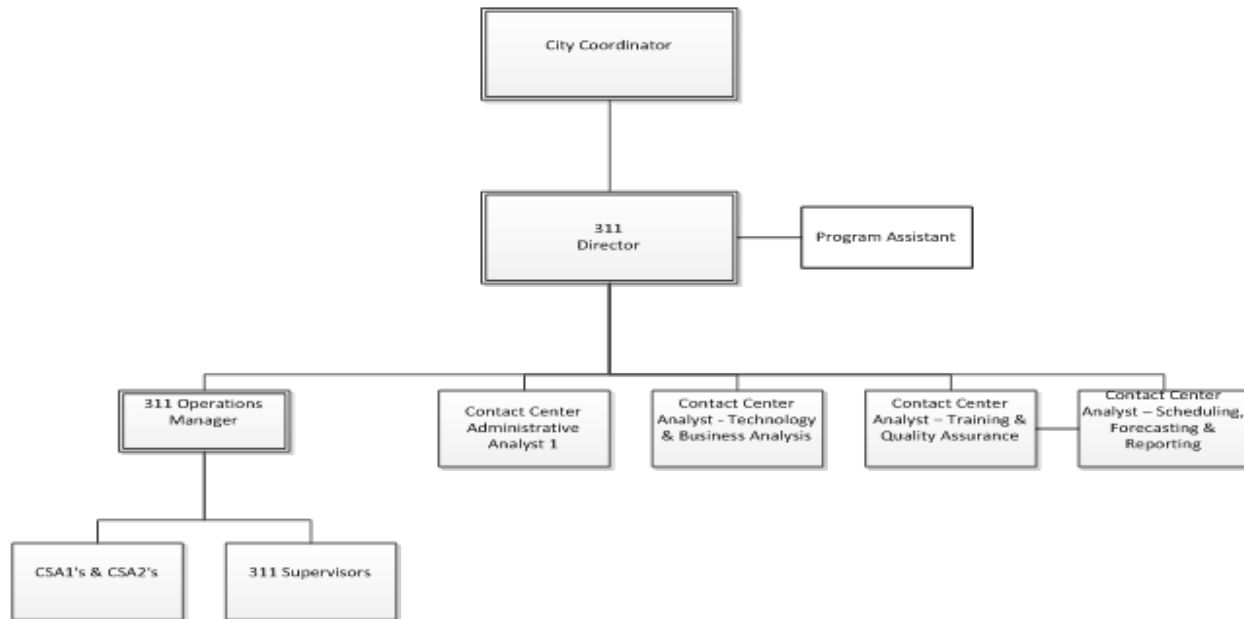 City Coordinator
311
Director
Program Assistant
311 Operations
Manager
Contact Center
Administrative
Analyst 1
Contact Center
Analyst - Technology
& Business Analysis
Contact Center
Analyst – Training &
Quality Assurance
Contact Center
Analyst – Scheduling,
Forecasting &
Reporting
CSA1's & CSA2's
311 Supervisors